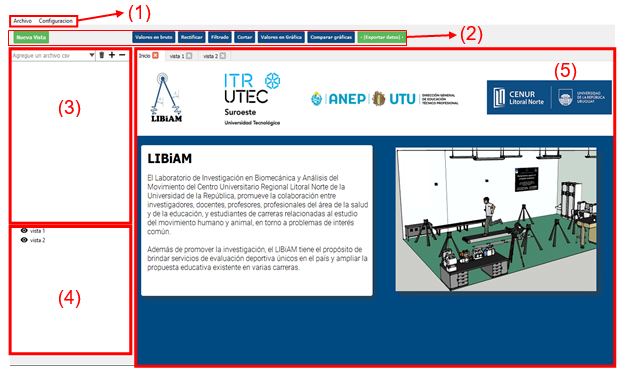 (1)
Archivo Configuracion
(2)
Nueva Vista
Valores en bruto Rectificar Filtrado Cortar Valores en Gráfica Comparar gráficas - [Exportar datos] -
Agregue un archivo csv
Inicio vista 1 vista 2
(3)
(5)
LIBiAM
ITR
UTEC
Suroeste
Universidad Tecnológica
ANEP UTU
DIRECCIÓN GENERAL
DE EDUCACIÓN
TÉCNICO PROFESIONAL
CENUR
Litoral Norte
UNIVERSIDAD
DE LA REPÚBLICA
URUGUAY
LIBiAM
El Laboratorio de Investigación en Biomecánica y Análisis del
Movimiento del Centro Universitario Regional Litoral Norte de la
Universidad de la República, promueve la colaboración entre
investigadores, docentes, profesores, profesionales del área de la salud
y de la educación, y estudiantes de carreras relacionadas al estudio
del movimiento humano y animal, en torno a problemas de interés
común.
Además de promover la investigación, el LIBiAM tiene el propósito de
brindar servicios de evaluación deportiva únicos en el país y ampliar la
propuesta educativa existente en varias carreras.
vista 1
vista 2
(4)